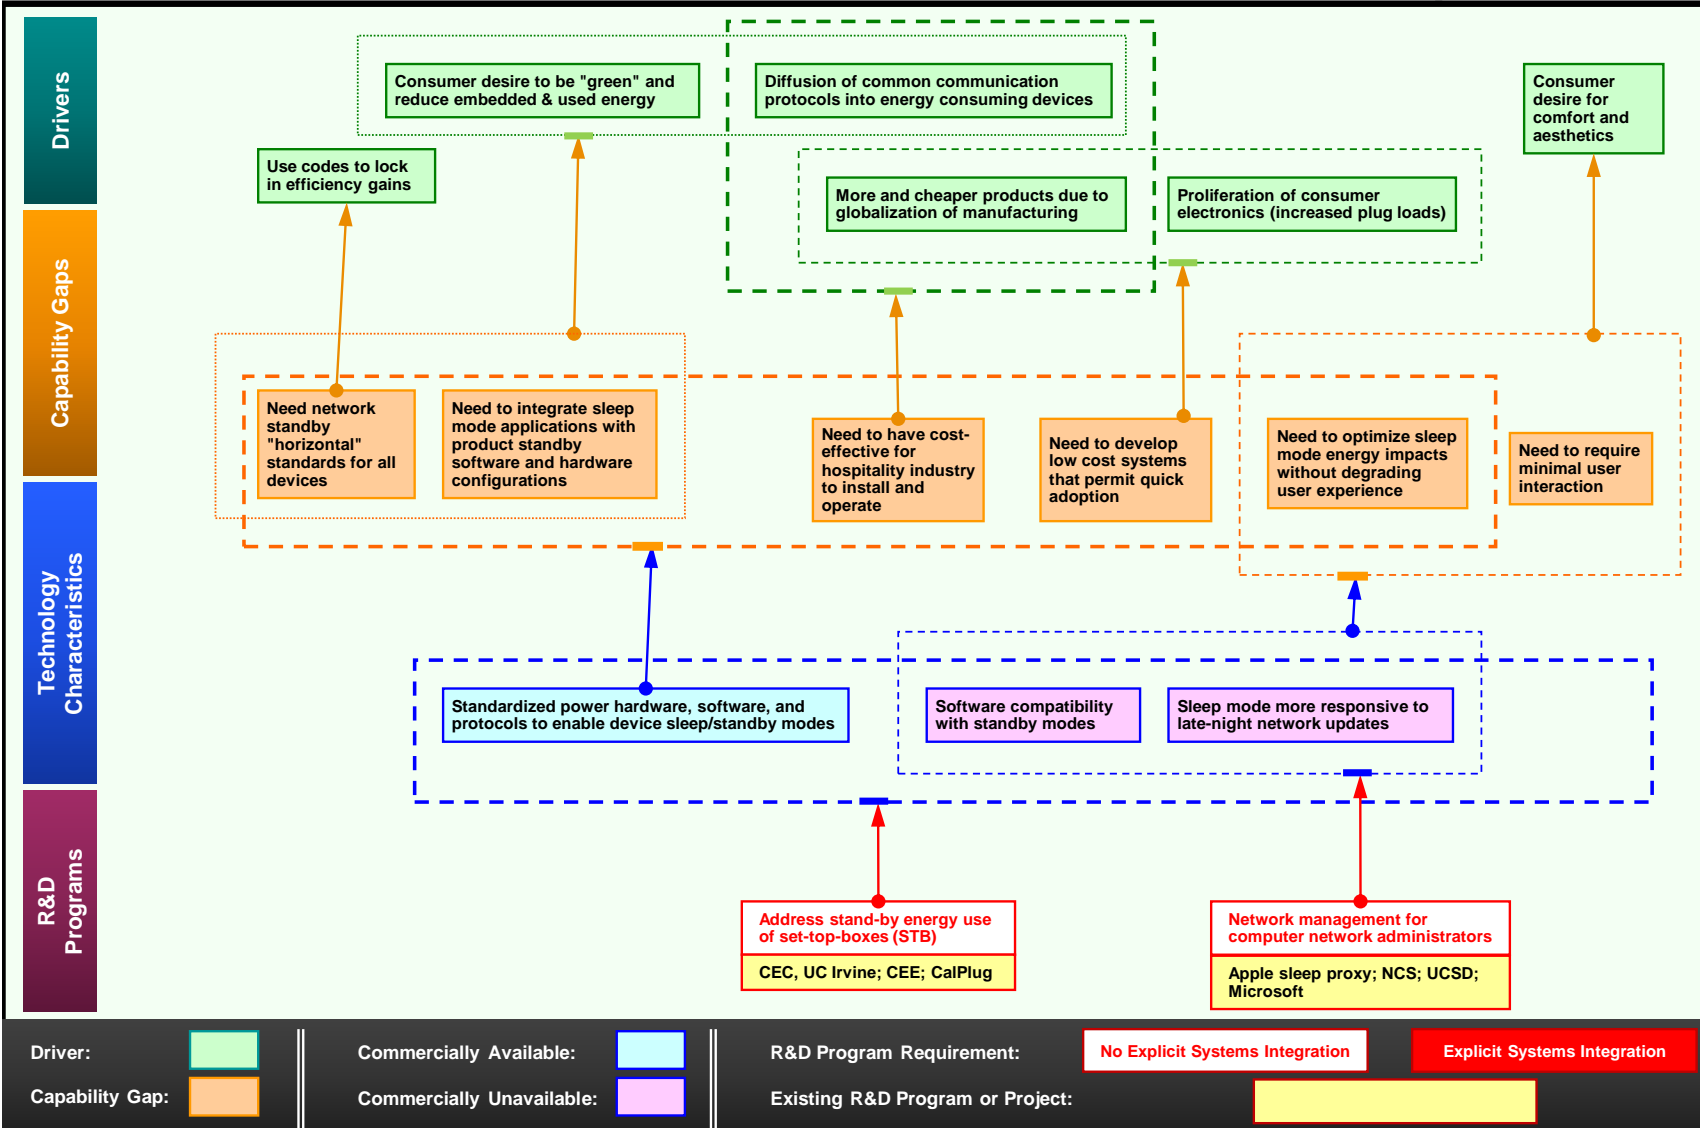 Drivers
Consumer desire to be "green" and
reduce embedded & used energy
Diffusion of common communication
protocols into energy consuming devices
Consumer
desire for
comfort and
aesthetics
Use codes to lock
in efficiency gains
More and cheaper products due to
globalization of manufacturing
Proliferation of consumer
electronics (increased plug loads)
Capability Gaps
Need network
standby
"horizontal"
standards for all
devices
Need to integrate sleep
mode applications with
product standby
software and hardware
configurations
Need to have cost-
effective for
hospitality industry
to install and
operate
Need to develop
low cost systems
that permit quick
adoption
Need to optimize sleep
mode energy impacts
without degrading
user experience
Need to require
minimal user
interaction
Technology
Characteristics
Standardized power hardware, software, and
protocols to enable device sleep/standby modes
Software compatibility
with standby modes
Sleep mode more responsive to
late-night network updates
R&D
Programs
Address stand-by energy use
of set-top-boxes (STB)
CEC, UC Irvine; CEE; CalPlug
Network management for
computer network administrators
Apple sleep proxy; NCS; UCSD;
Microsoft
Driver:
Capability Gap:
Commercially Available:
Commercially Unavailable:
R&D Program Requirement:
No Explicit Systems Integration
Explicit Systems Integration
Existing R&D Program or Project: